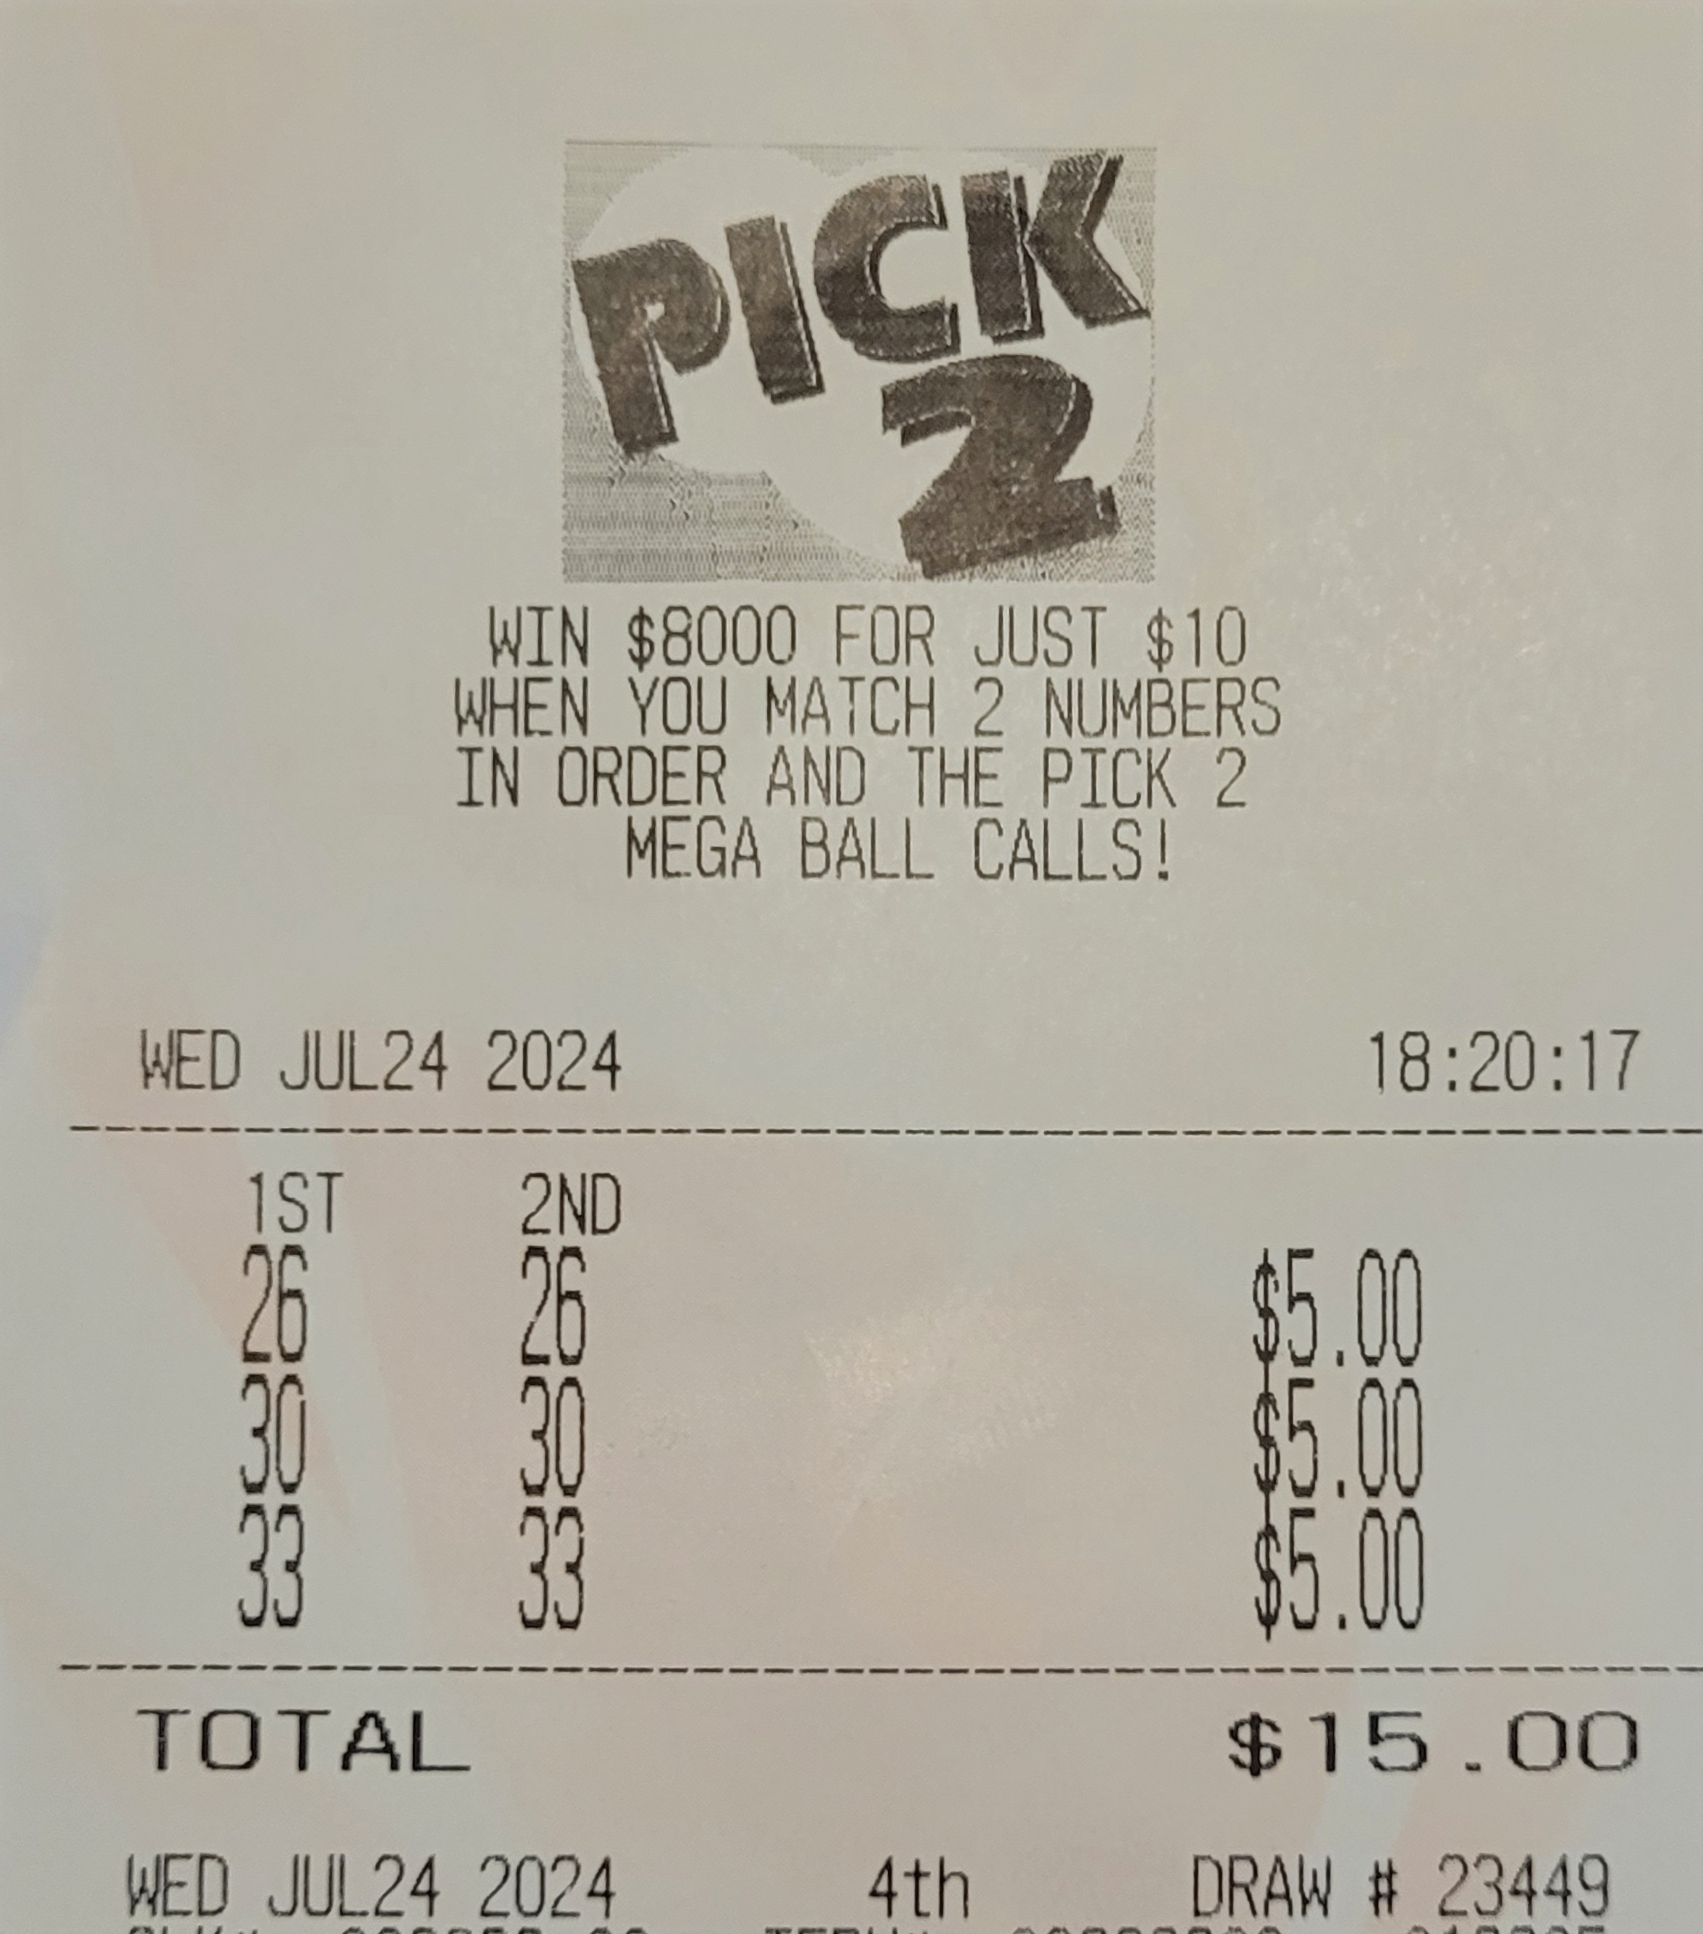 PICK
2
WIN $8000 FOR JUST $10
WHEN YOU MATCH 2 NUMBERS
IN ORDER AND THE PICK 2
MEGA BALL CALLS!
WED JUL24 2024 18:20:17
1ST 2ND
26 26 $5.00
30 30 $5.00
33 33 $5.00
TOTAL $15.00
WED JUL24 2024 4th DRAW # 23449